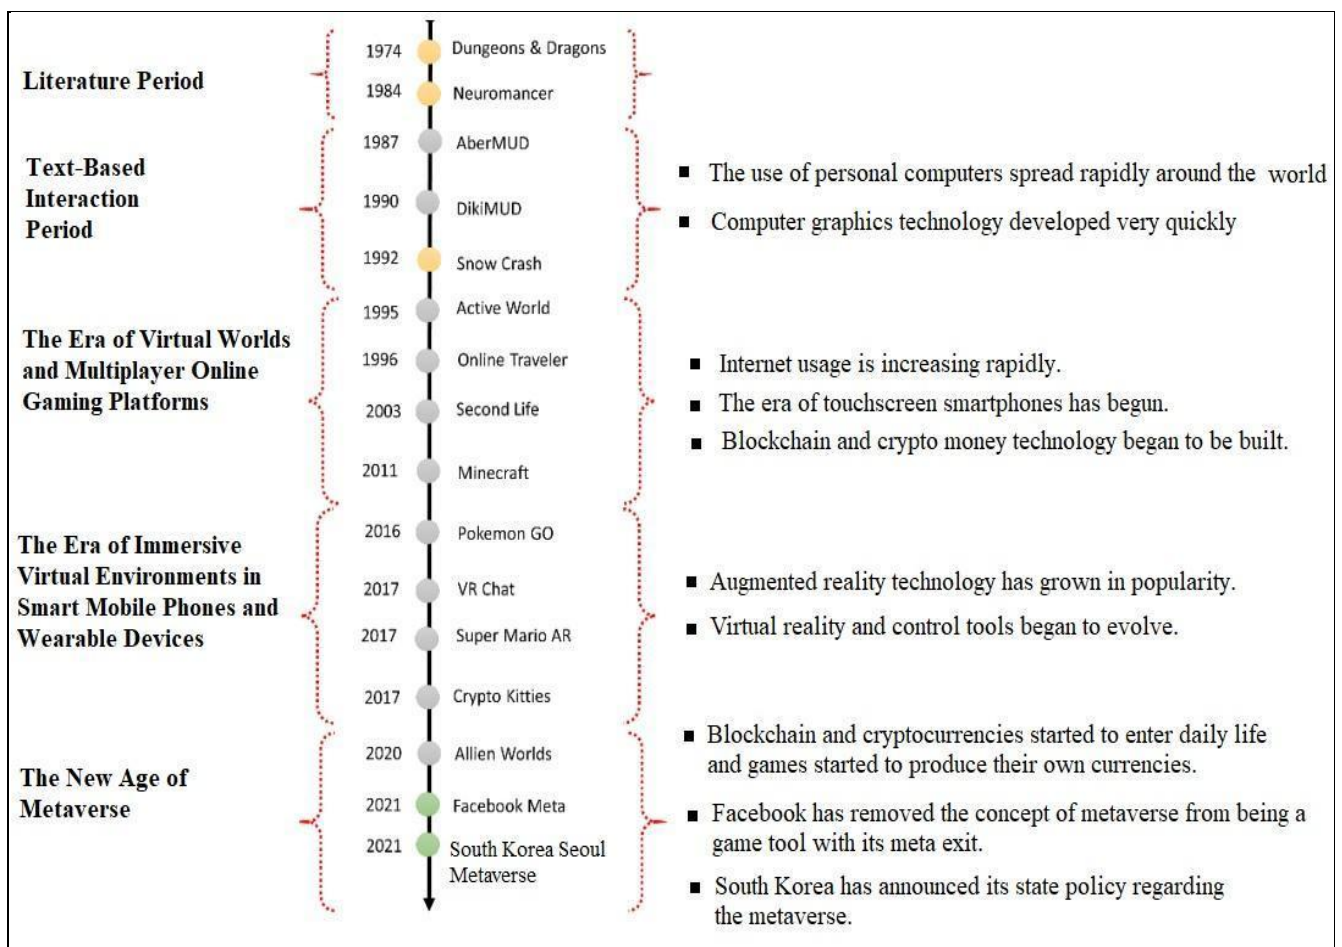 Literature Period
1974 Dungeons & Dragons
1984 Neuromancer
Text-Based
Interaction
Period
1987 AberMUD
1990 DikiMUD
1992 Snow Crash
■ The use of personal computers spread rapidly around the world
■ Computer graphics technology developed very quickly
The Era of Virtual Worlds
and Multiplayer Online
Gaming Platforms
1995 Active World
1996 Online Traveler
2003 Second Life
2011 Minecraft
■ Internet usage is increasing rapidly.
■ The era of touchscreen smartphones has begun.
■ Blockchain and crypto money technology began to be built.
The Era of Immersive
Virtual Environments in
Smart Mobile Phones and
Wearable Devices
2016 Pokemon GO
2017 VR Chat
2017 Super Mario AR
2017 Crypto Kitties
■ Augmented reality technology has grown in popularity.
■ Virtual reality and control tools began to evolve.
The New Age of
Metaverse
2020 Allien Worlds
2021 Facebook Meta
2021 South Korea Seoul
Metaverse
■ Blockchain and cryptocurrencies started to enter daily life
and games started to produce their own currencies.
■ Facebook has removed the concept of metaverse from being a
game tool with its meta exit.
■ South Korea has announced its state policy regarding
the metaverse.